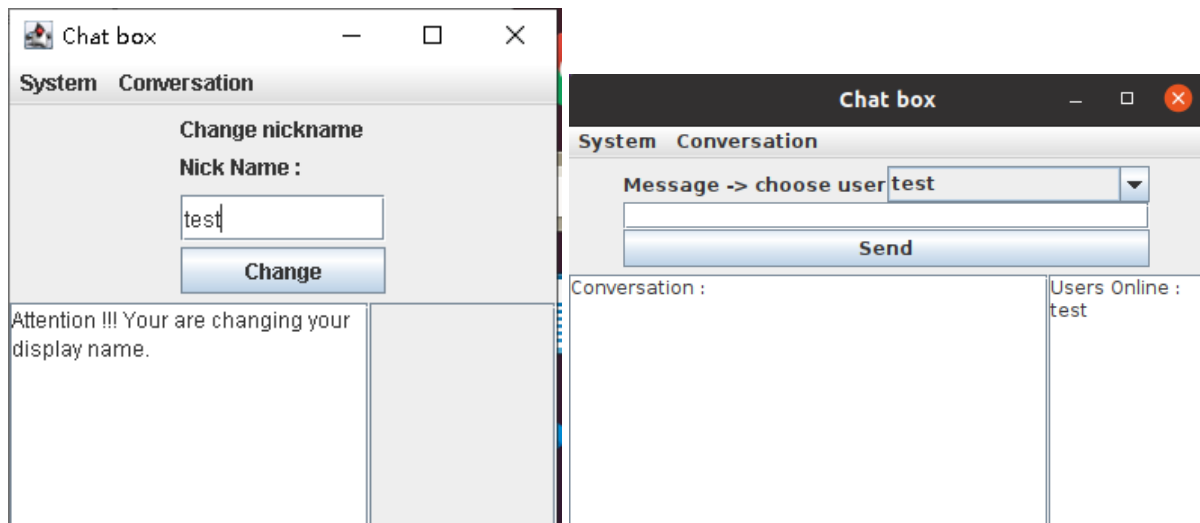 Chat box
System Conversation
Change nickname
Nick Name :
test
Change
Attention !!! Your are changing your
display name.
Chat box
System Conversation
Message -> choose user test
Send
Conversation :
Users Online :
test